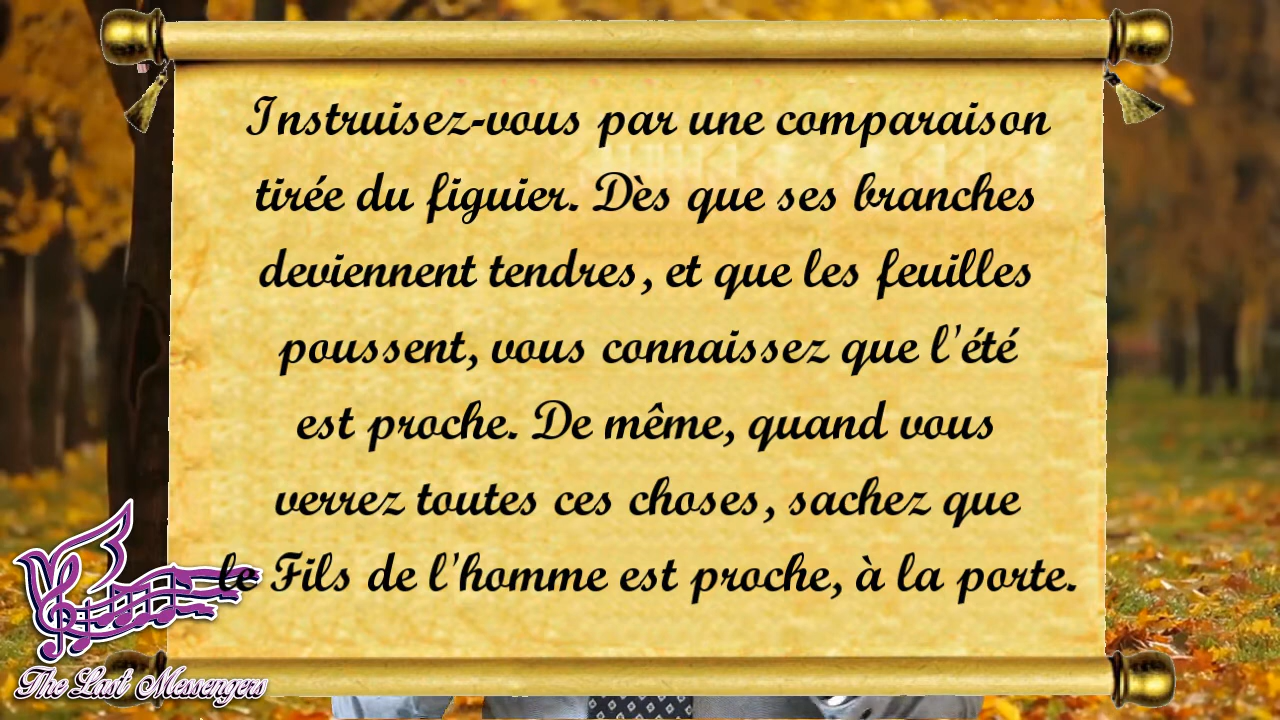 Instruisez-vous par une comparaison
tirée du figuier. Dès que ses branches
deviennent tendres, et que les feuilles
poussent, vous connaissez que l'été
est proche. De même, quand vous
verrez toutes ces choses, sachez que
le Fils de l'homme est proche, à la porte.
The Last Messengers